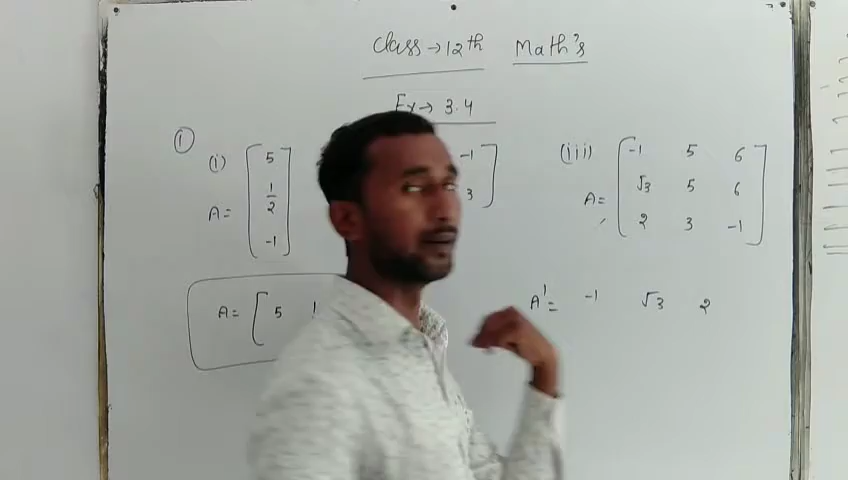 Class → 12th Math's
Ex → 3.4
①
(i)
A = [5
1/2
-1]
-1]
3]
(iii)
A = [-1 5 6
√3 5 6
2 3 -1]
A = [5 1
A' = -1 √3 2